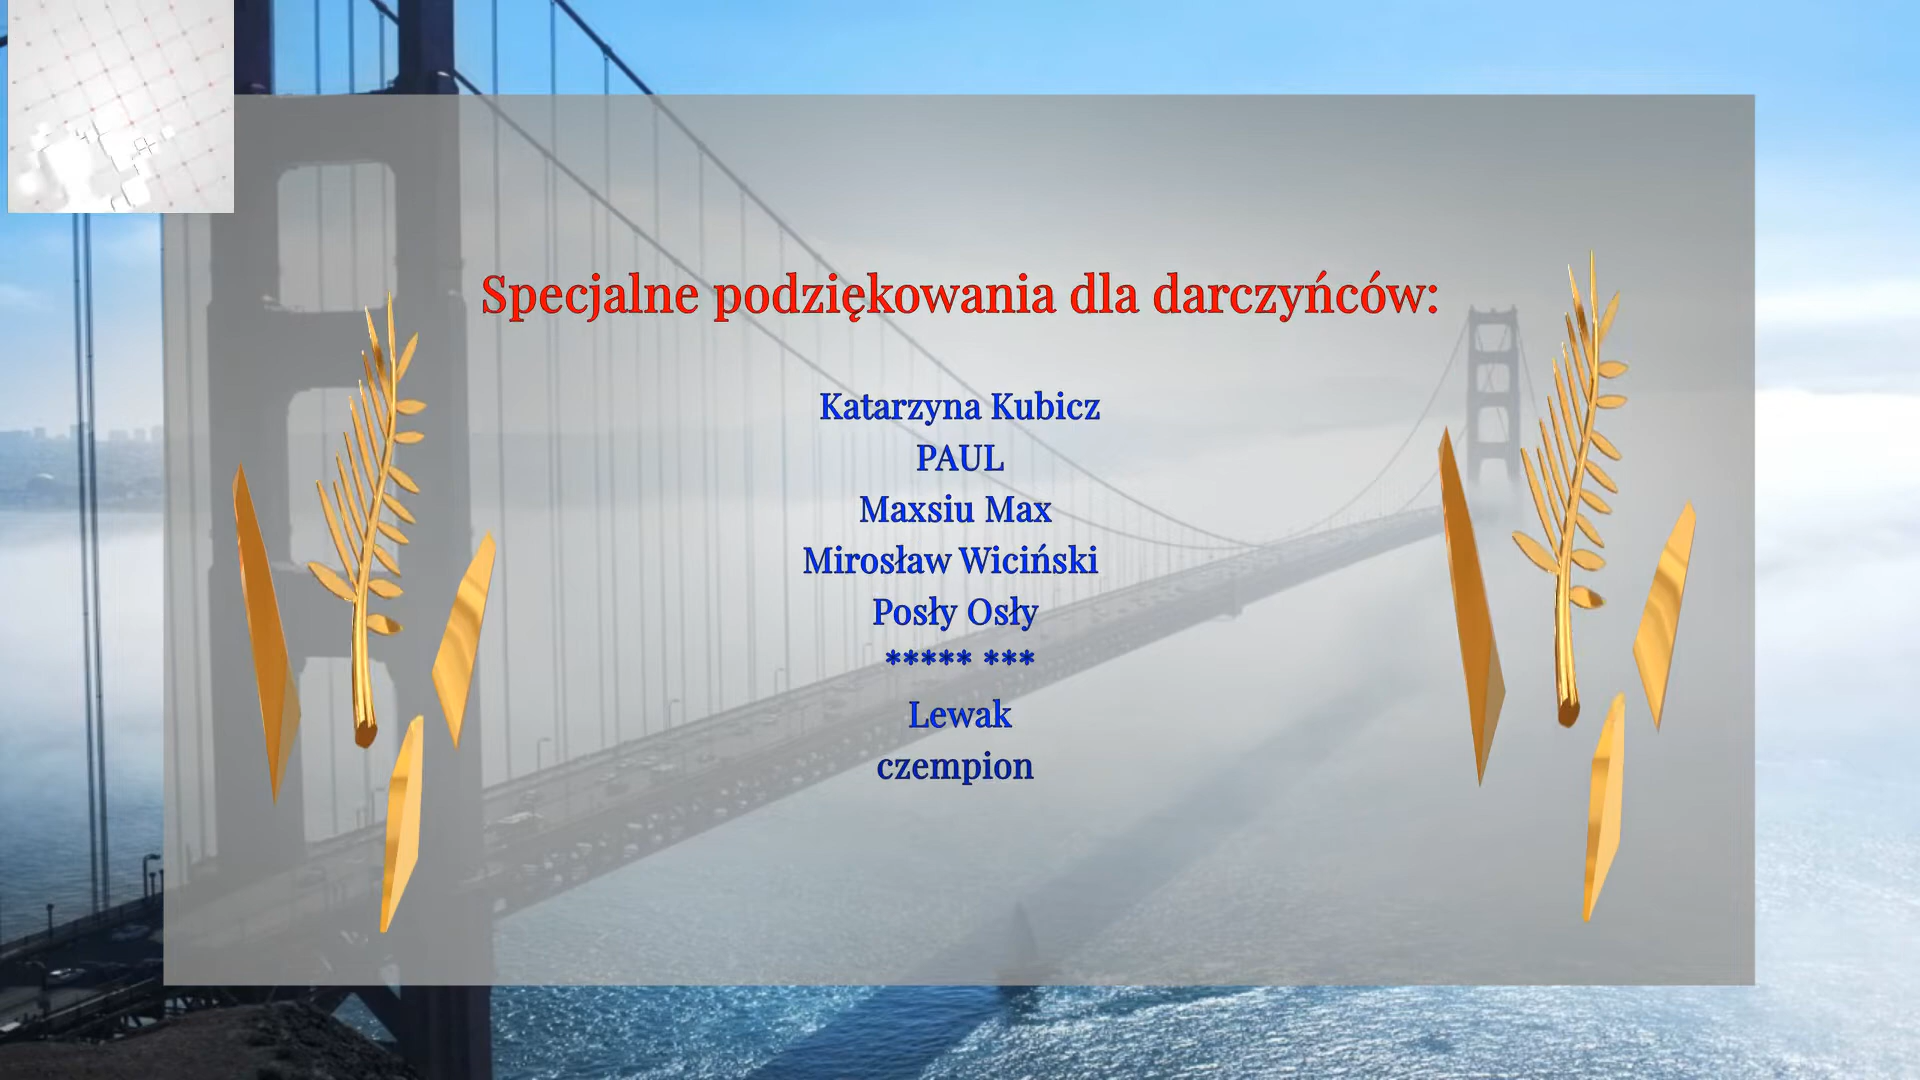 Specjalne podziękowania dla darczyńców:
Katarzyna Kubicz
PAUL
Maxsiu Max
Mirosław Wiciński
Posły Osły
***** ***
Lewak
czempion